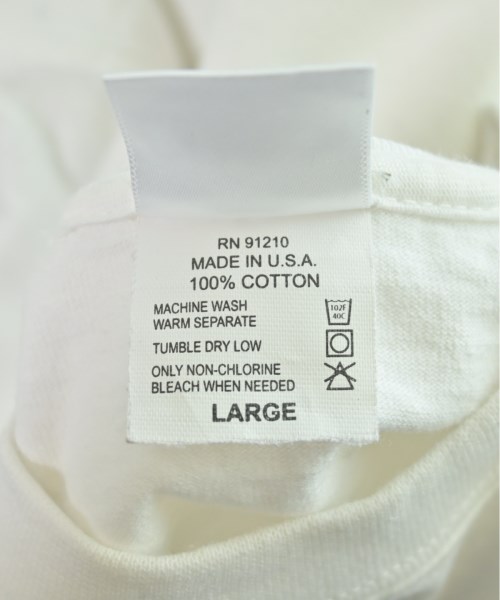 RN 91210
MADE IN U.S.A.
100% COTTON
MACHINE WASH
WARM SEPARATE
102F
40C
TUMBLE DRY LOW
ONLY NON-CHLORINE
BLEACH WHEN NEEDED
LARGE